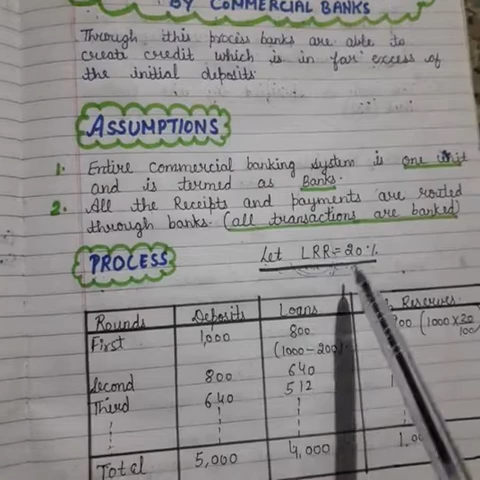 BY COMMERCIAL BANKS
Through this process banks are able to
create credit which is in far excess of
the initial deposits
ASSUMPTIONS
1. Entire commercial banking system is one unit
and is termed as Banks.
2. All the Receipts and payments are routed
through banks (all transactions are banked)
PROCESS
Let LRR = 20%
Rounds Deposits Loans Reserves
First 1,000 800 (1000×20/100)
(1000-200)
Second 800 640
Third 640 512
Total 5,000 4,000